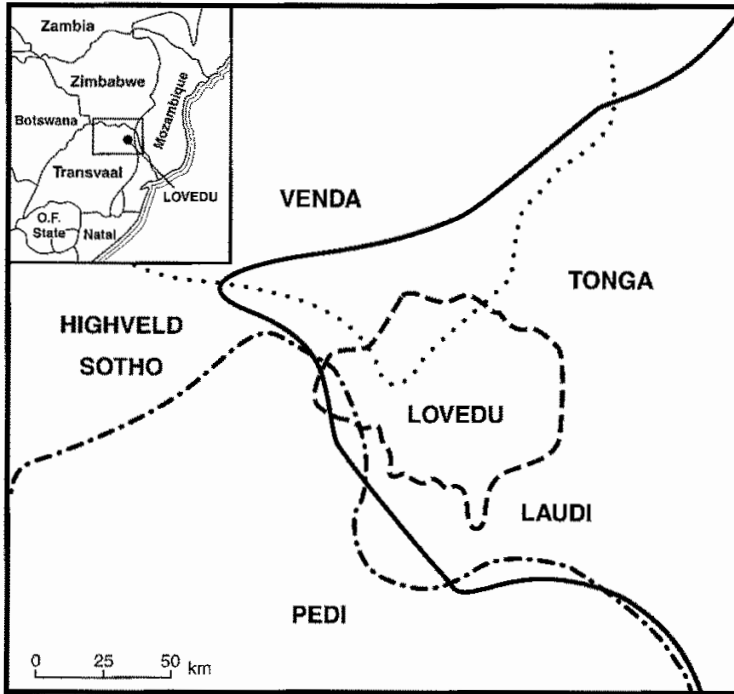 Zambia
Zimbabwe
Mozambique
Botswana
Transvaal
LOVEDU
O.F.
State
Natal
VENDA
TONGA
HIGHVELD
SOTHO
LOVEDU
LAUDI
PEDI
0 25 50 km